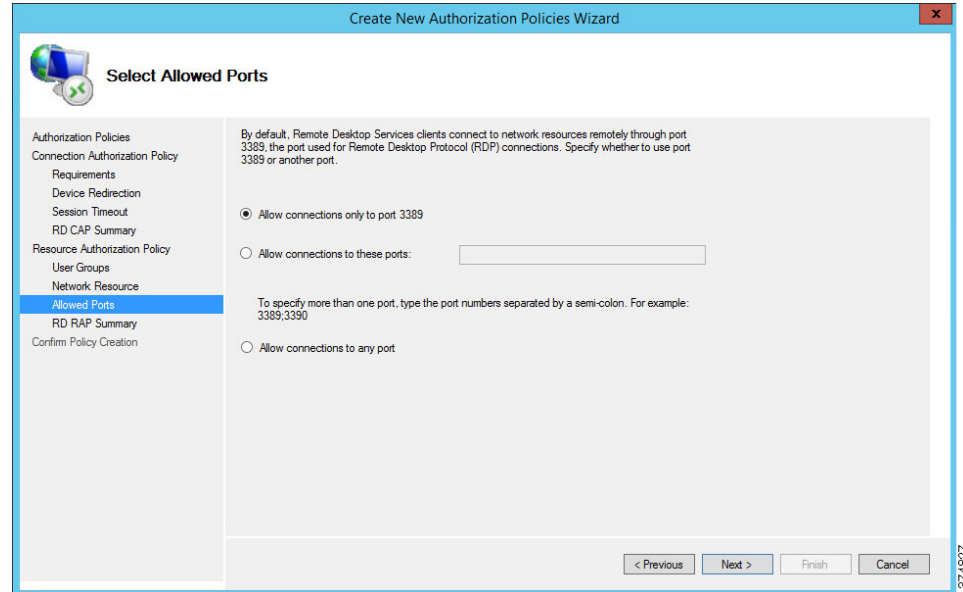 Create New Authorization Policies Wizard
x
Select Allowed Ports
Authorization Policies
Connection Authorization Policy
Requirements
Device Redirection
Session Timeout
RD CAP Summary
Resource Authorization Policy
User Groups
Network Resource
Allowed Ports
RD RAP Summary
Confirm Policy Creation
By default, Remote Desktop Services clients connect to network resources remotely through port
3389, the port used for Remote Desktop Protocol (RDP) connections. Specify whether to use port
3389 or another port.
Allow connections only to port 3389
Allow connections to these ports:
To specify more than one port, type the port numbers separated by a semi-colon. For example:
3389;3390
Allow connections to any port
< Previous
Next >
Finish
Cancel